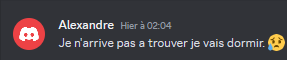 Alexandre Hier à 02:04
Je n'arrive pas a trouver je vais dormir. 😥